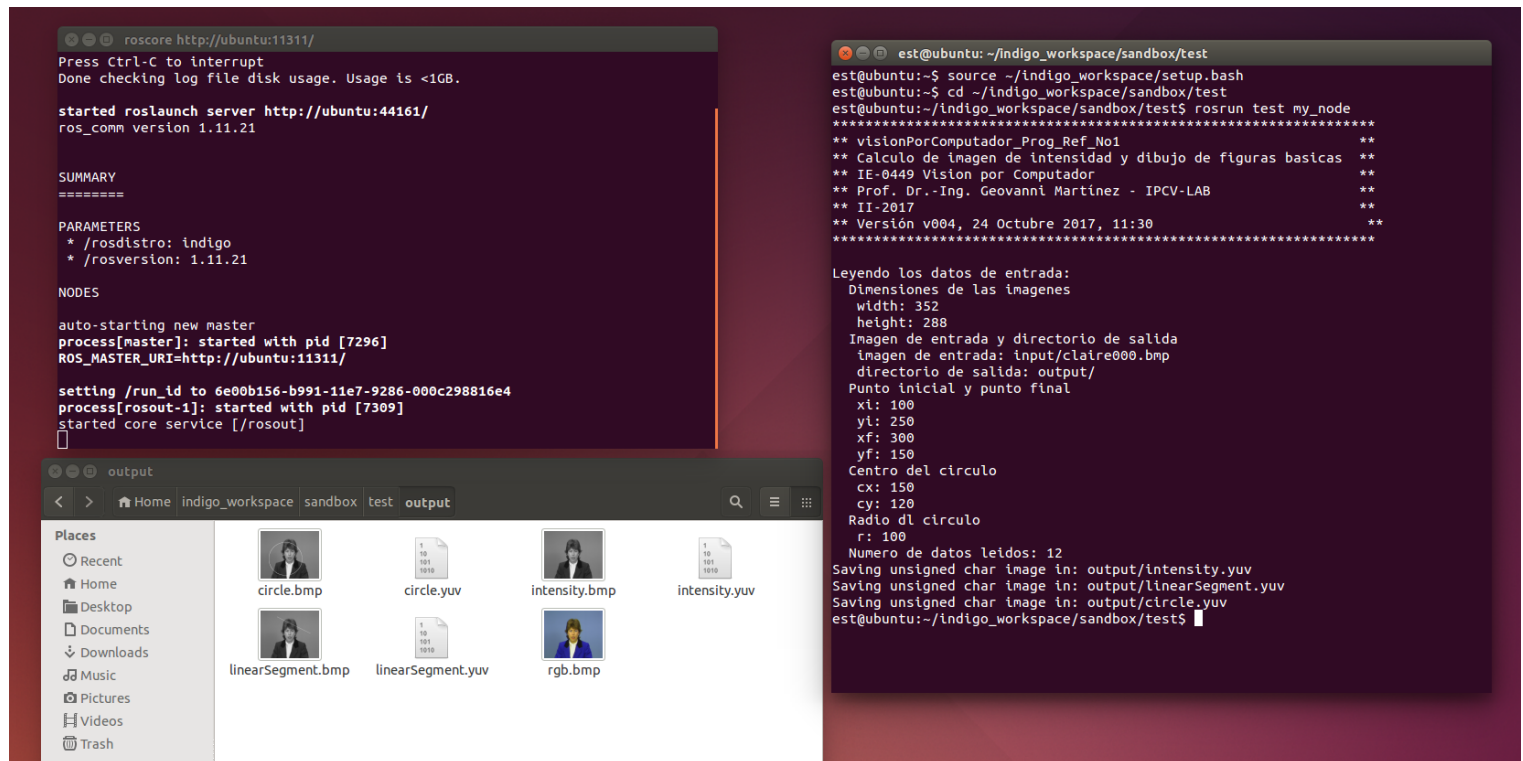 roscore http://ubuntu:11311/
Press Ctrl-C to interrupt
Done checking log file disk usage. Usage is <1GB.
started roslaunch server http://ubuntu:44161/
ros_comm version 1.11.21
SUMMARY
========
PARAMETERS
* /rosdistro: indigo
* /rosversion: 1.11.21
NODES
auto-starting new master
process[master]: started with pid [7296]
ROS_MASTER_URI=http://ubuntu:11311/
setting /run_id to 6e00b156-b991-11e7-9286-000c298816e4
process[rosout-1]: started with pid [7309]
started core service [/rosout]
output
Home indigo_workspace sandbox test output
Places
Recent
Home
Desktop
Documents
Downloads
Music
Pictures
Videos
Trash
circle.bmp circle.yuv intensity.bmp intensity.yuv
linearSegment.bmp linearSegment.yuv rgb.bmp
est@ubuntu: ~/indigo_workspace/sandbox/test
est@ubuntu:~$ source ~/indigo_workspace/setup.bash
est@ubuntu:~$ cd ~/indigo_workspace/sandbox/test
est@ubuntu:~/indigo_workspace/sandbox/test$ rosrun test my_node
******************************************************************
** visionPorComputador_Prog_Ref_No1 **
** Calculo de imagen de intensidad y dibujo de figuras basicas **
** IE-0449 Vision por Computador **
** Prof. Dr.-Ing. Geovanni Martinez - IPCV-LAB **
** II-2017 **
** Versión v004, 24 Octubre 2017, 11:30 **
******************************************************************
Leyendo los datos de entrada:
Dimensiones de las imagenes
width: 352
height: 288
Imagen de entrada y directorio de salida
imagen de entrada: input/claire000.bmp
directorio de salida: output/
Punto inicial y punto final
xi: 100
yi: 250
xf: 300
yf: 150
Centro del circulo
cx: 150
cy: 120
Radio dl circulo
r: 100
Numero de datos leidos: 12
Saving unsigned char image in: output/intensity.yuv
Saving unsigned char image in: output/linearSegment.yuv
Saving unsigned char image in: output/circle.yuv
est@ubuntu:~/indigo_workspace/sandbox/test$